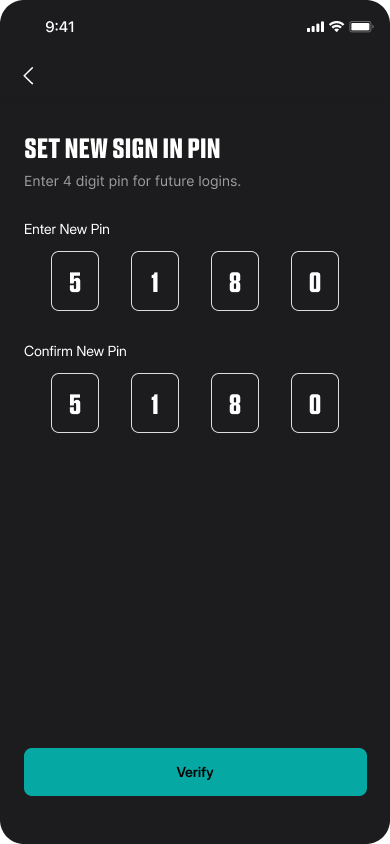 9:41
SET NEW SIGN IN PIN
Enter 4 digit pin for future logins.
Enter New Pin
5 1 8 0
Confirm New Pin
5 1 8 0
Verify